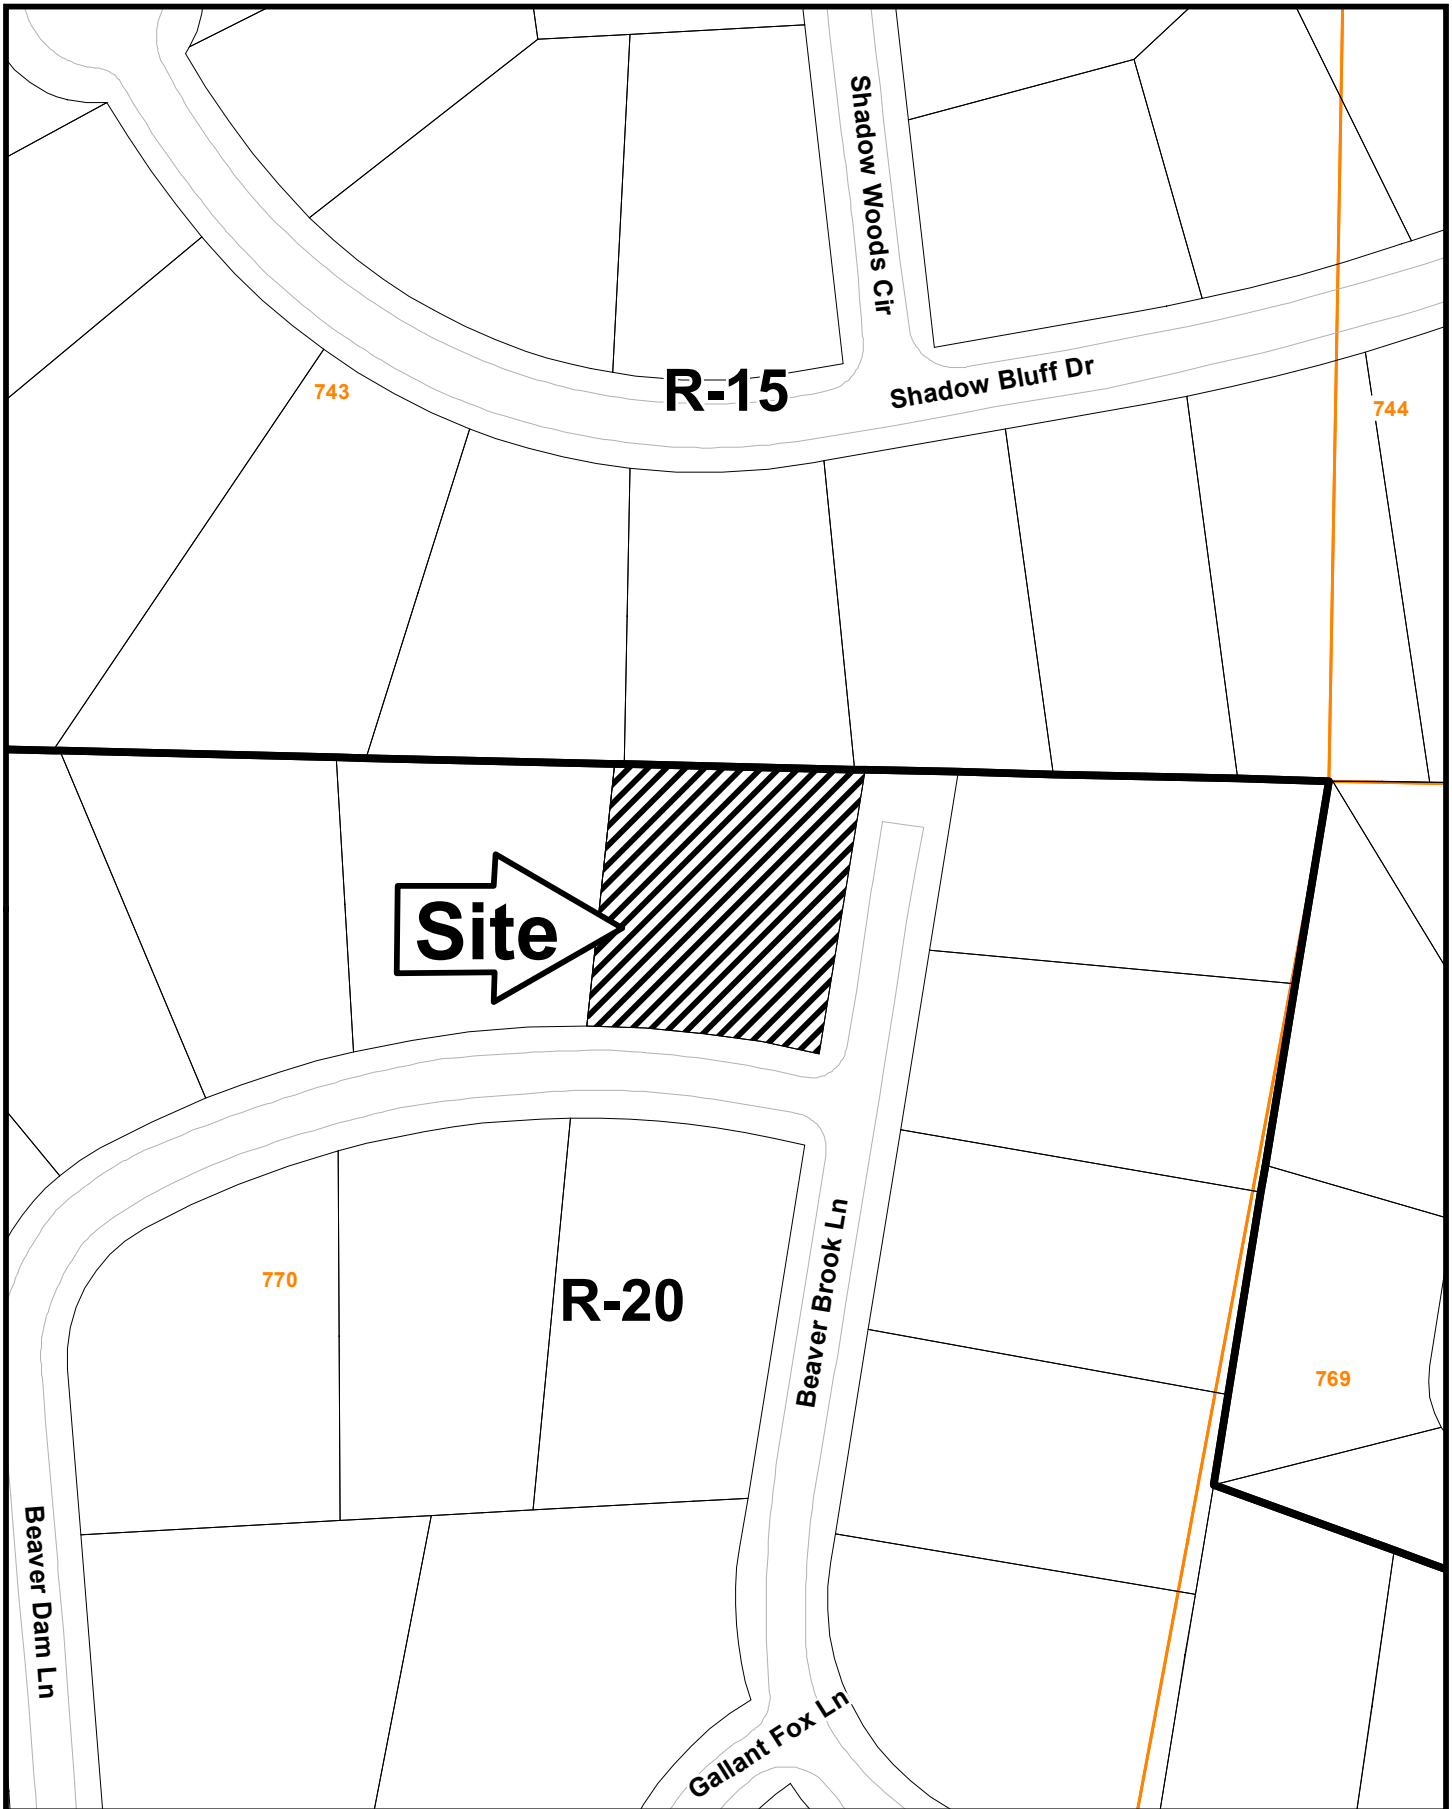 Shadow Woods Cir
R-15
Shadow Bluff Dr
743
744
Site
Beaver Brook Ln
770
R-20
769
Beaver Dam Ln
Gallant Fox Ln